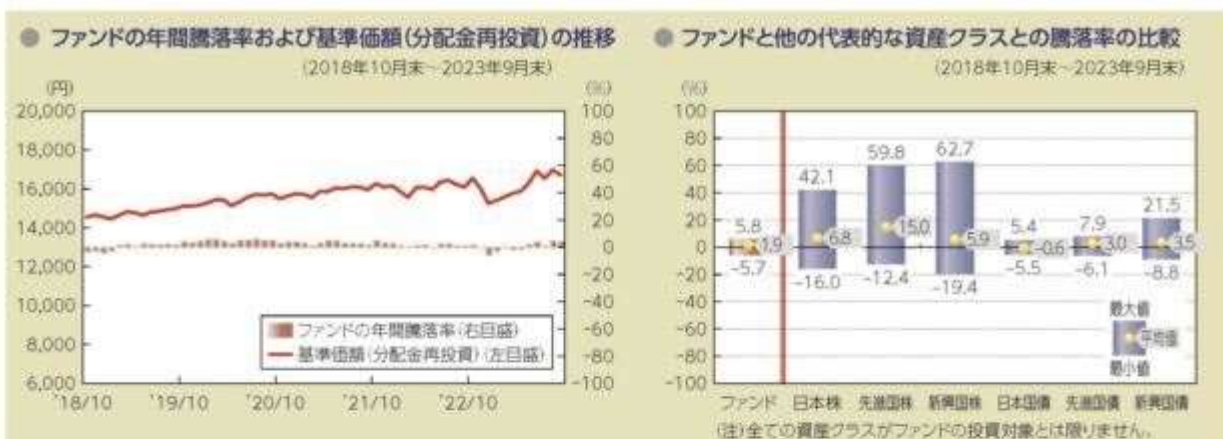 ● ファンドの年間騰落率および基準価額(分配金再投資)の推移
(2018年10月末~2023年9月末)
(円)
(%)
20,000
18,000
16,000
14,000
12,000
10,000
8,000
6,000
100
80
60
40
20
0
-20
-40
-60
-80
-100
ファンドの年間騰落率(右目盛)
基準価額(分配金再投資)(左目盛)
'18/10 '19/10 '20/10 '21/10 '22/10
● ファンドと他の代表的な資産クラスとの騰落率の比較
(2018年10月末~2023年9月末)
(%)
100
80
60
40
20
0
-20
-40
-60
-80
-100
5.8 42.1 59.8 62.7 5.4 7.9 21.5
1.9 6.8 15.0 5.9 -0.6 3.0 3.5
-5.7 -16.0 -12.4 -19.4 -5.5 -6.1 -8.8
最大値
平均値
最小値
ファンド 日本株 先進国株 新興国株 日本国債 先進国債 新興国債
(注)全ての資産クラスがファンドの投資対象とは限りません。